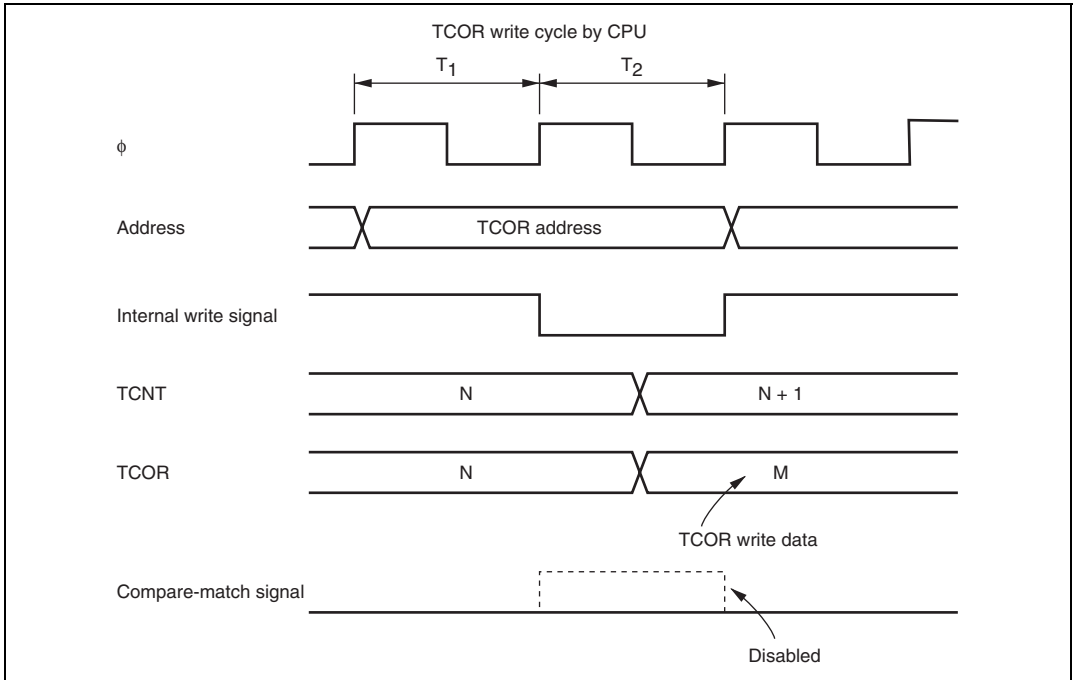 TCOR write cycle by CPU
T1 T2
ϕ
Address TCOR address
Internal write signal
TCNT N N + 1
TCOR N M
TCOR write data
Compare-match signal
Disabled